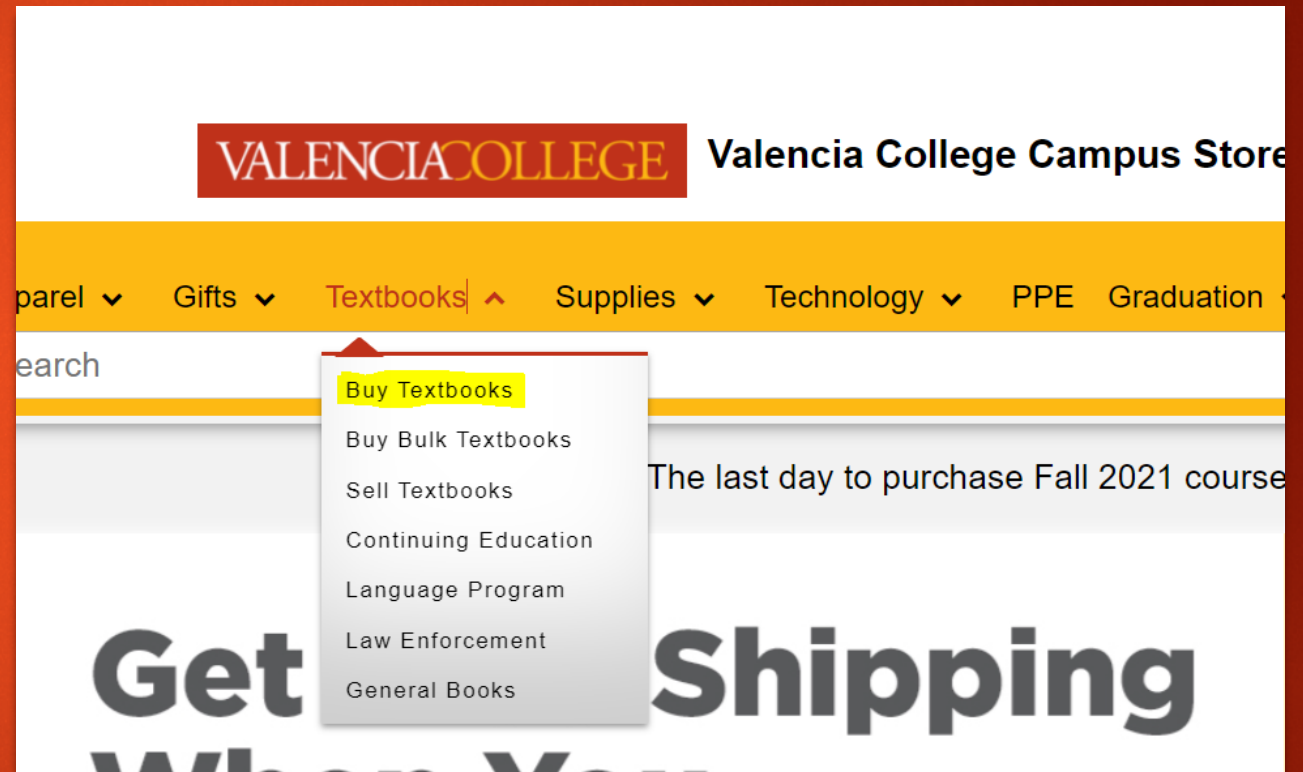 VALENCIACOLLEGE Valencia College Campus Store
parel Gifts Textbooks Supplies Technology PPE Graduation
earch
Buy Textbooks
Buy Bulk Textbooks
The last day to purchase Fall 2021 course
Sell Textbooks
Continuing Education
Language Program
Law Enforcement
General Books
Get Shipping
When You